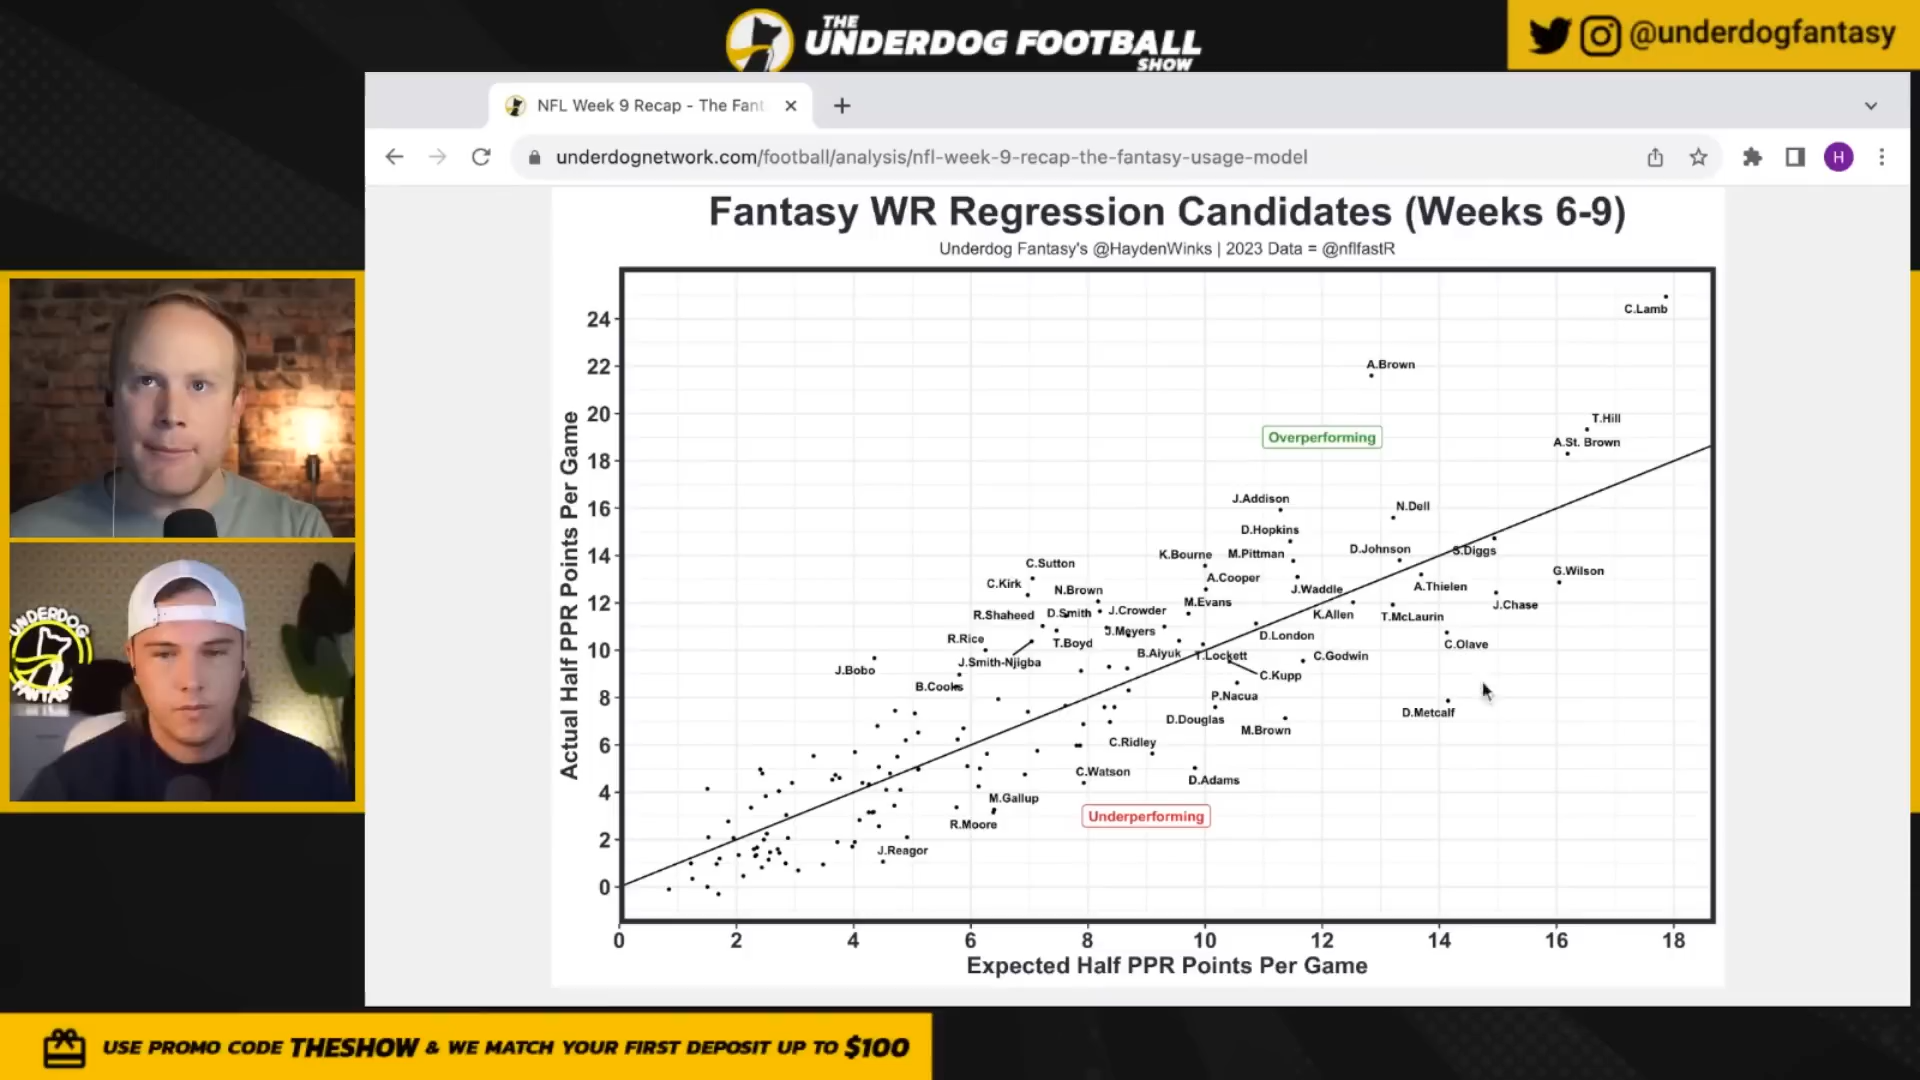 THE
UNDERDOG FOOTBALL
SHOW
@underdogfantasy
NFL Week 9 Recap - The Fant
underdognetwork.com/football/analysis/nfl-week-9-recap-the-fantasy-usage-model
H
Fantasy WR Regression Candidates (Weeks 6-9)
Underdog Fantasy's @HaydenWinks | 2023 Data = @nflfastR
Actual Half PPR Points Per Game
24
22
20
18
16
14
12
10
8
6
4
2
0
C.Lamb
A.Brown
T.Hill
Overperforming
A.St. Brown
J.Addison
N.Dell
D.Hopkins
D.Johnson
S.Diggs
K.Bourne
M.Pittman
C.Sutton
G.Wilson
C.Kirk
A.Cooper
N.Brown
J.Waddle
A.Thielen
M.Evans
J.Chase
R.Shaheed
D.Smith
J.Crowder
K.Allen
T.McLaurin
J.Meyers
R.Rice
T.Boyd
D.London
C.Olave
J.Smith-Njigba
B.Aiyuk
T.Lockett
C.Godwin
J.Bobo
C.Kupp
B.Cooks
P.Nacua
D.Metcalf
D.Douglas
M.Brown
C.Ridley
C.Watson
D.Adams
M.Gallup
R.Moore
Underperforming
J.Reagor
0 2 4 6 8 10 12 14 16 18
Expected Half PPR Points Per Game
UNDERDOG
FANTASY
USE PROMO CODE THESHOW & WE MATCH YOUR FIRST DEPOSIT UP TO $100